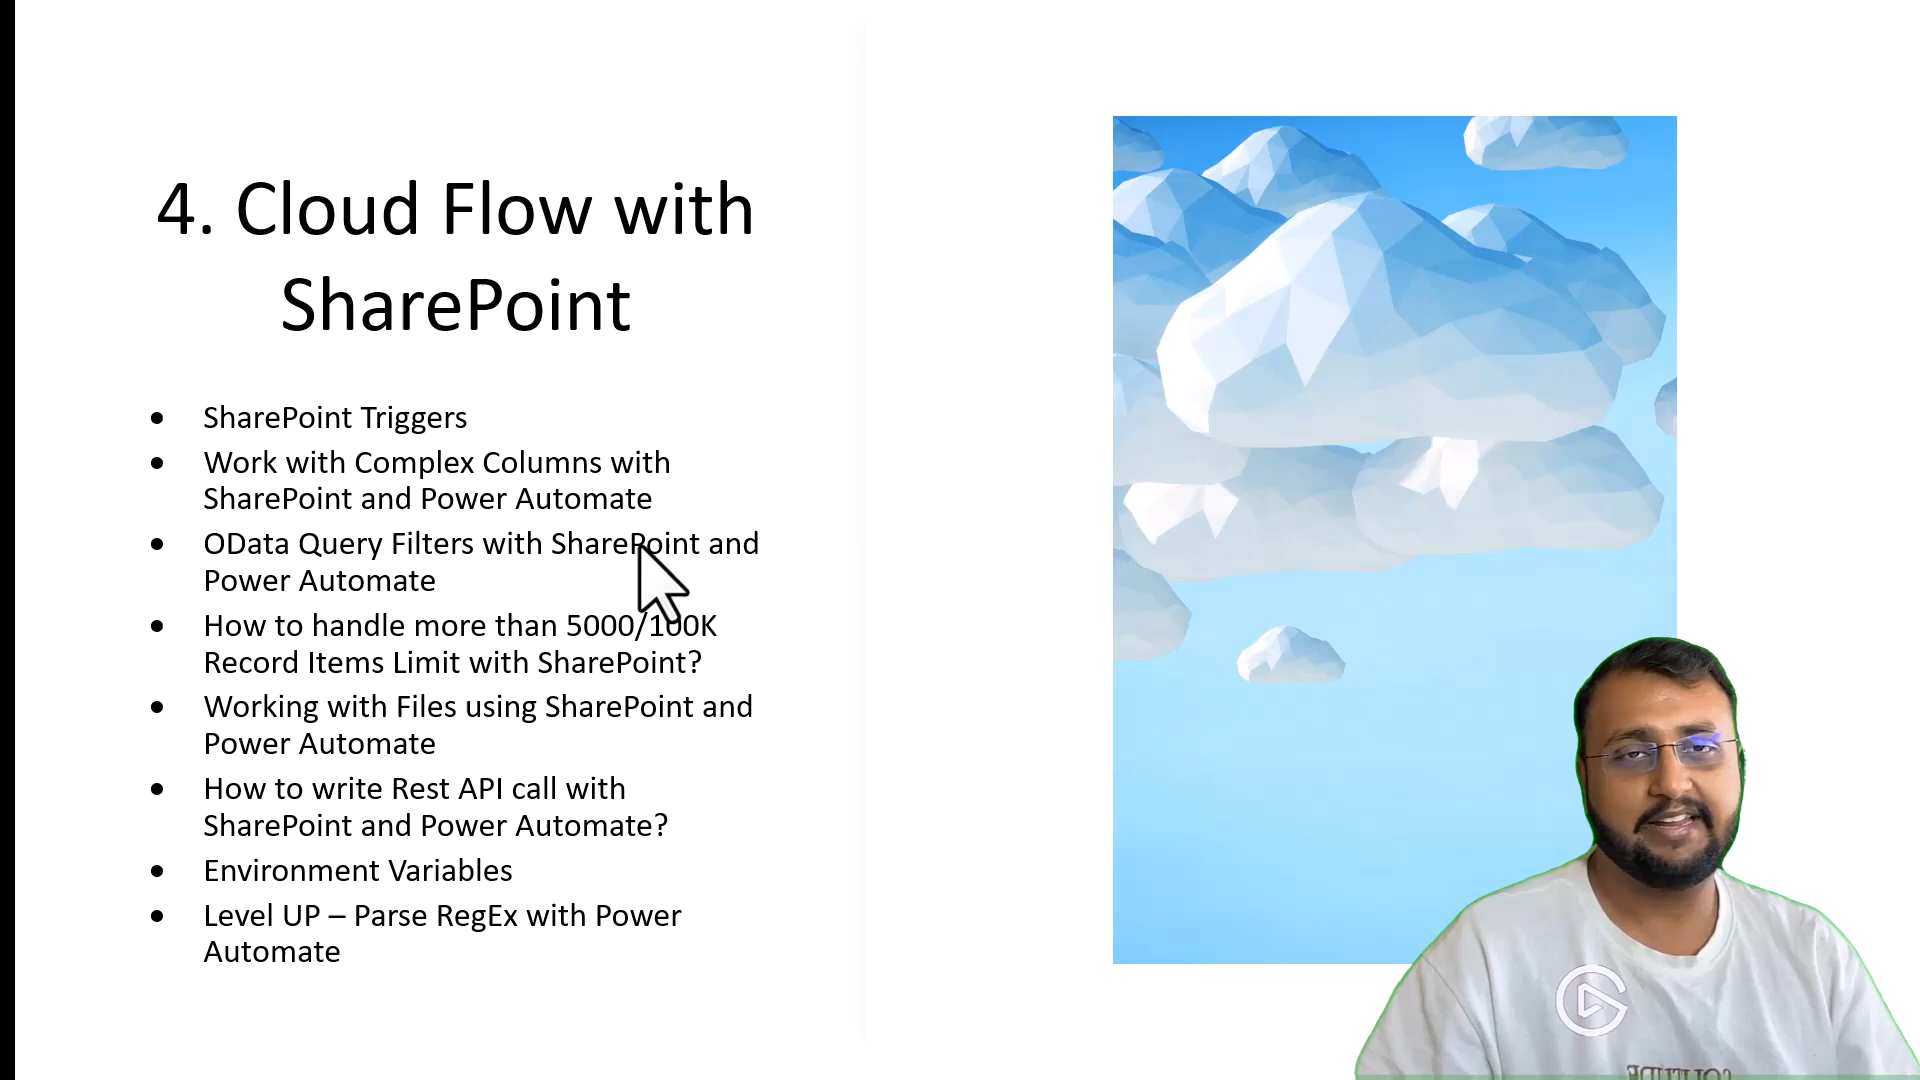 4. Cloud Flow with
SharePoint
• SharePoint Triggers
• Work with Complex Columns with
SharePoint and Power Automate
• OData Query Filters with SharePoint and
Power Automate
• How to handle more than 5000/100K
Record Items Limit with SharePoint?
• Working with Files using SharePoint and
Power Automate
• How to write Rest API call with
SharePoint and Power Automate?
• Environment Variables
• Level UP – Parse RegEx with Power
Automate